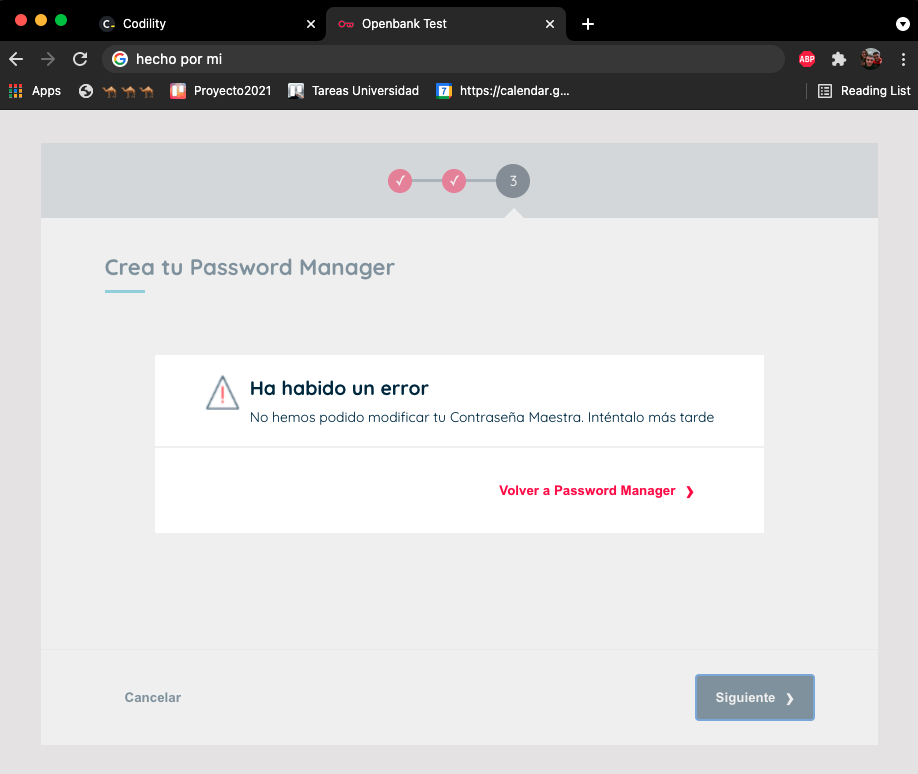 C Codility
Openbank Test
hecho por mi
ABP
Apps
Proyecto2021
Tareas Universidad
7
https://calendar.g...
Reading List
3
Crea tu Password Manager
Ha habido un error
No hemos podido modificar tu Contraseña Maestra. Inténtalo más tarde
Volver a Password Manager
Cancelar
Siguiente